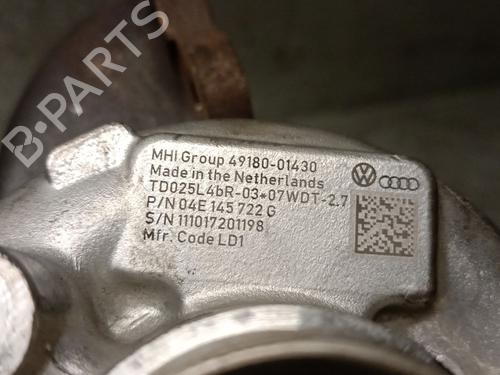 B-PARTS
MHI Group 49180-01430
Made in the Netherlands
TD025L4bR-03*07WDT-2.7
P/N 04E 145 722 G
S/N 111017201198
Mfr. Code LD1